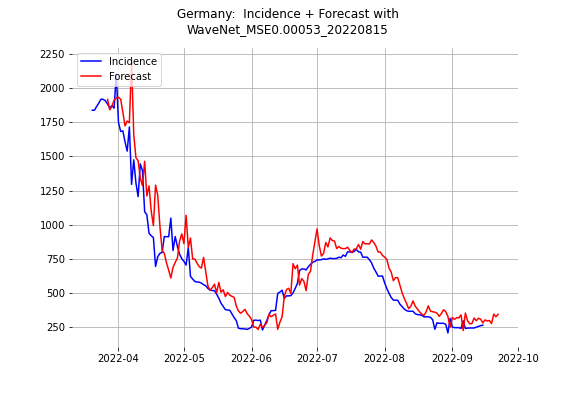 Germany:  Incidence + Forecast with
WaveNet_MSE0.00053_20220815
Incidence
Forecast
2250
2000
1750
1500
1250
1000
750
500
250
2022-04 2022-05 2022-06 2022-07 2022-08 2022-09 2022-10